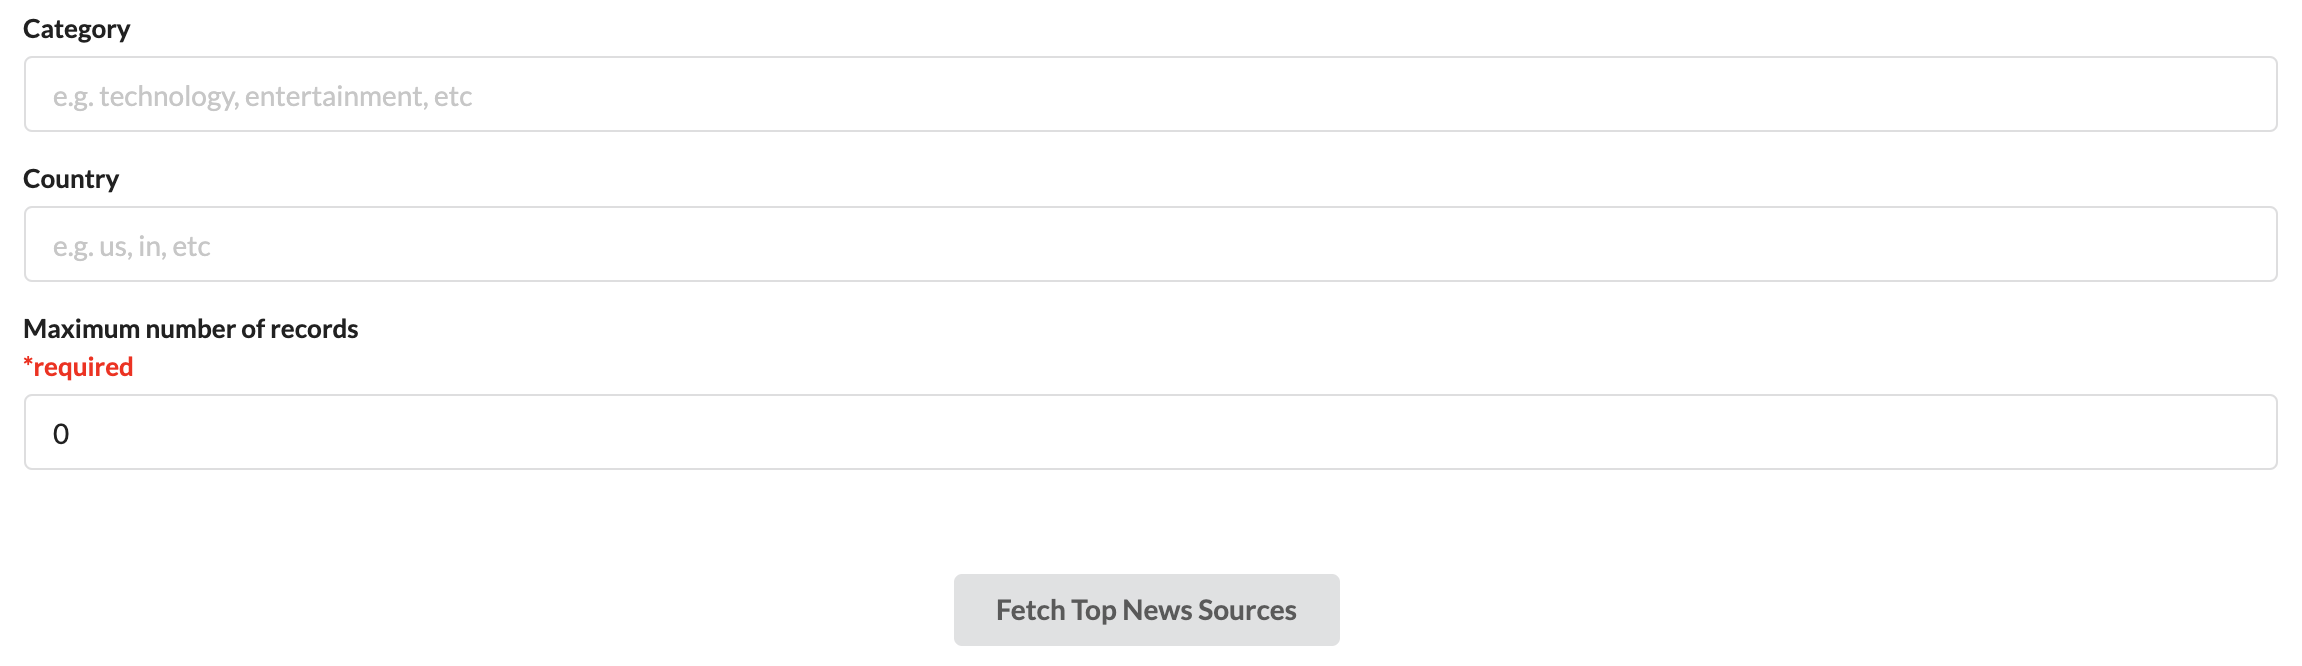 Category
e.g. technology, entertainment, etc
Country
e.g. us, in, etc
Maximum number of records
*required
0
Fetch Top News Sources